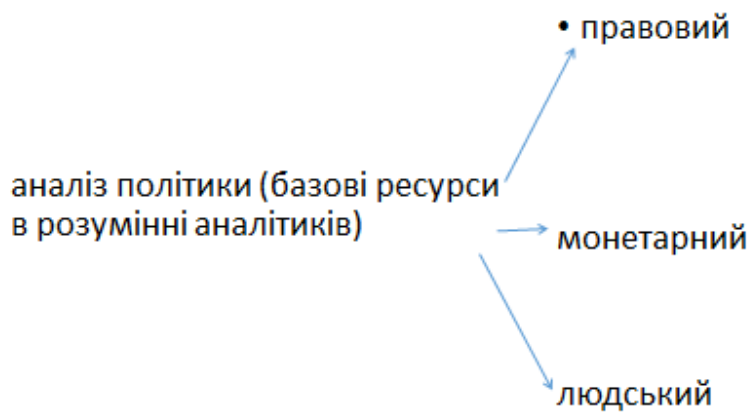 • правовий
аналіз політики (базові ресурси
в розумінні аналітиків)
монетарний
людський